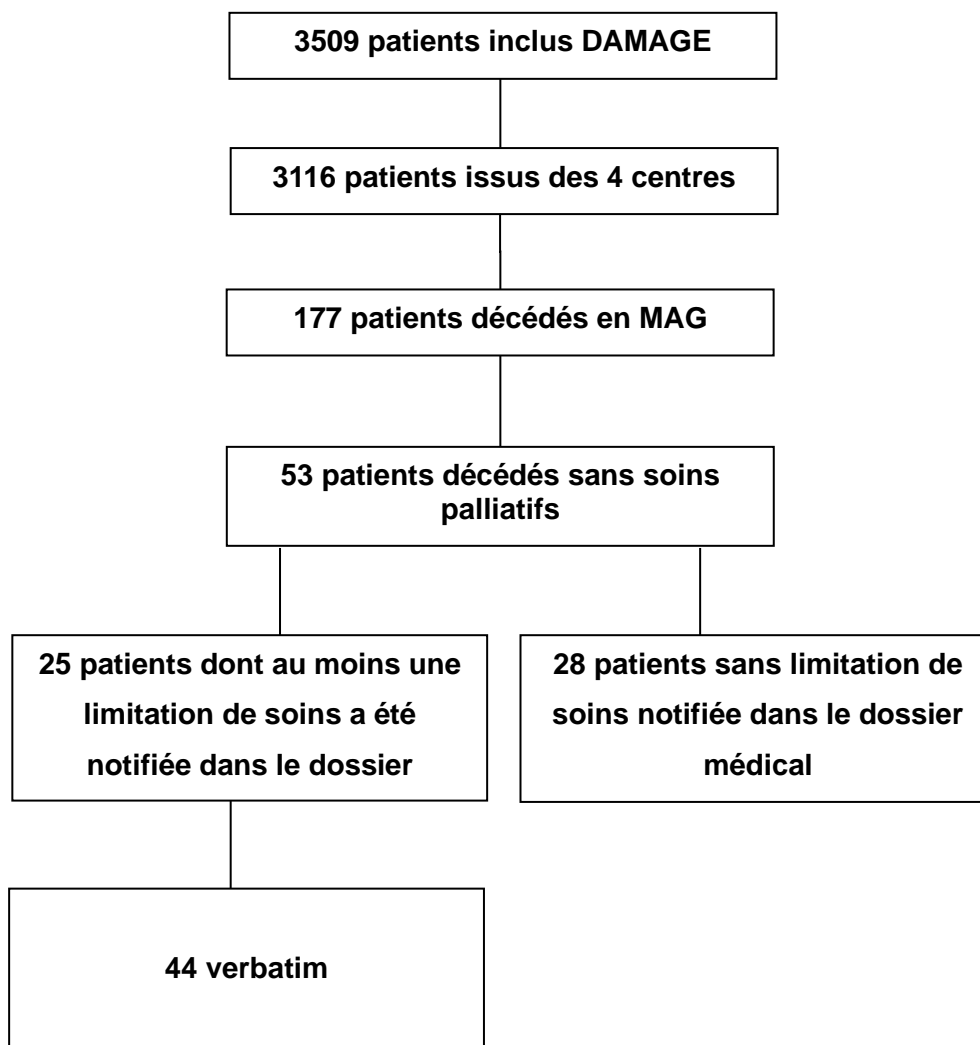 3509 patients inclus DAMAGE
3116 patients issus des 4 centres
177 patients décédés en MAG
53 patients décédés sans soins
palliatifs
25 patients dont au moins une
limitation de soins a été
notifiée dans le dossier
28 patients sans limitation de
soins notifiée dans le dossier
médical
44 verbatim